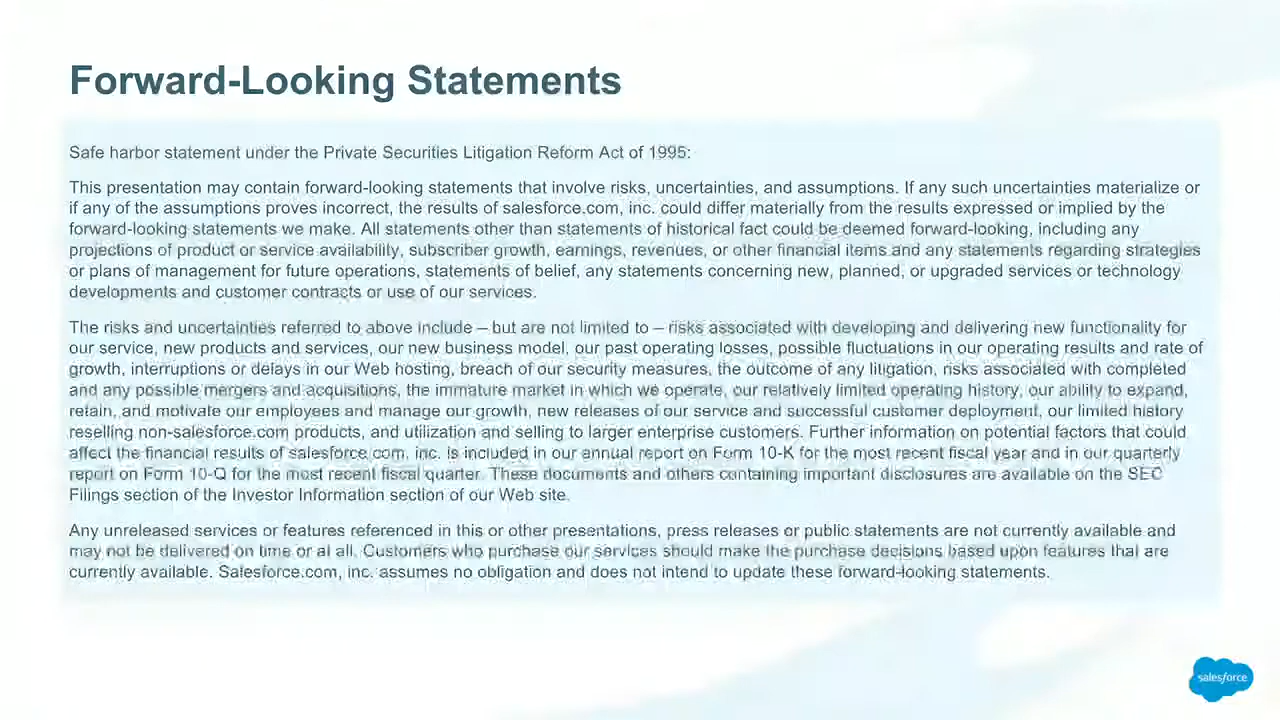 Forward-Looking Statements
Safe harbor statement under the Private Securities Litigation Reform Act of 1995:
This presentation may contain forward-looking statements that involve risks, uncertainties, and assumptions. If any such uncertainties materialize or
if any of the assumptions proves incorrect, the results of salesforce.com, inc. could differ materially from the results expressed or implied by the
forward-looking statements we make. All statements other than statements of historical fact could be deemed forward-looking, including any
projections of product or service availability, subscriber growth, earnings, revenues, or other financial items and any statements regarding strategies
or plans of management for future operations, statements of belief, any statements concerning new, planned, or upgraded services or technology
developments and customer contracts or use of our services.
The risks and uncertainties referred to above include – but are not limited to – risks associated with developing and delivering new functionality for
our service, new products and services, our new business model, our past operating losses, possible fluctuations in our operating results and rate of
growth, interruptions or delays in our Web hosting, breach of our security measures, the outcome of any litigation, risks associated with completed
and any possible mergers and acquisitions, the immature market in which we operate, our relatively limited operating history, our ability to expand,
retain, and motivate our employees and manage our growth, new releases of our service and successful customer deployment, our limited history
reselling non-salesforce.com products, and utilization and selling to larger enterprise customers. Further information on potential factors that could
affect the financial results of salesforce.com, inc. is included in our annual report on Form 10-K for the most recent fiscal year and in our quarterly
report on Form 10-Q for the most recent fiscal quarter. These documents and others containing important disclosures are available on the SEC
Filings section of the Investor Information section of our Web site.
Any unreleased services or features referenced in this or other presentations, press releases or public statements are not currently available and
may not be delivered on time or at all. Customers who purchase our services should make the purchase decisions based upon features that are
currently available. Salesforce.com, inc. assumes no obligation and does not intend to update these forward-looking statements.
salesforce